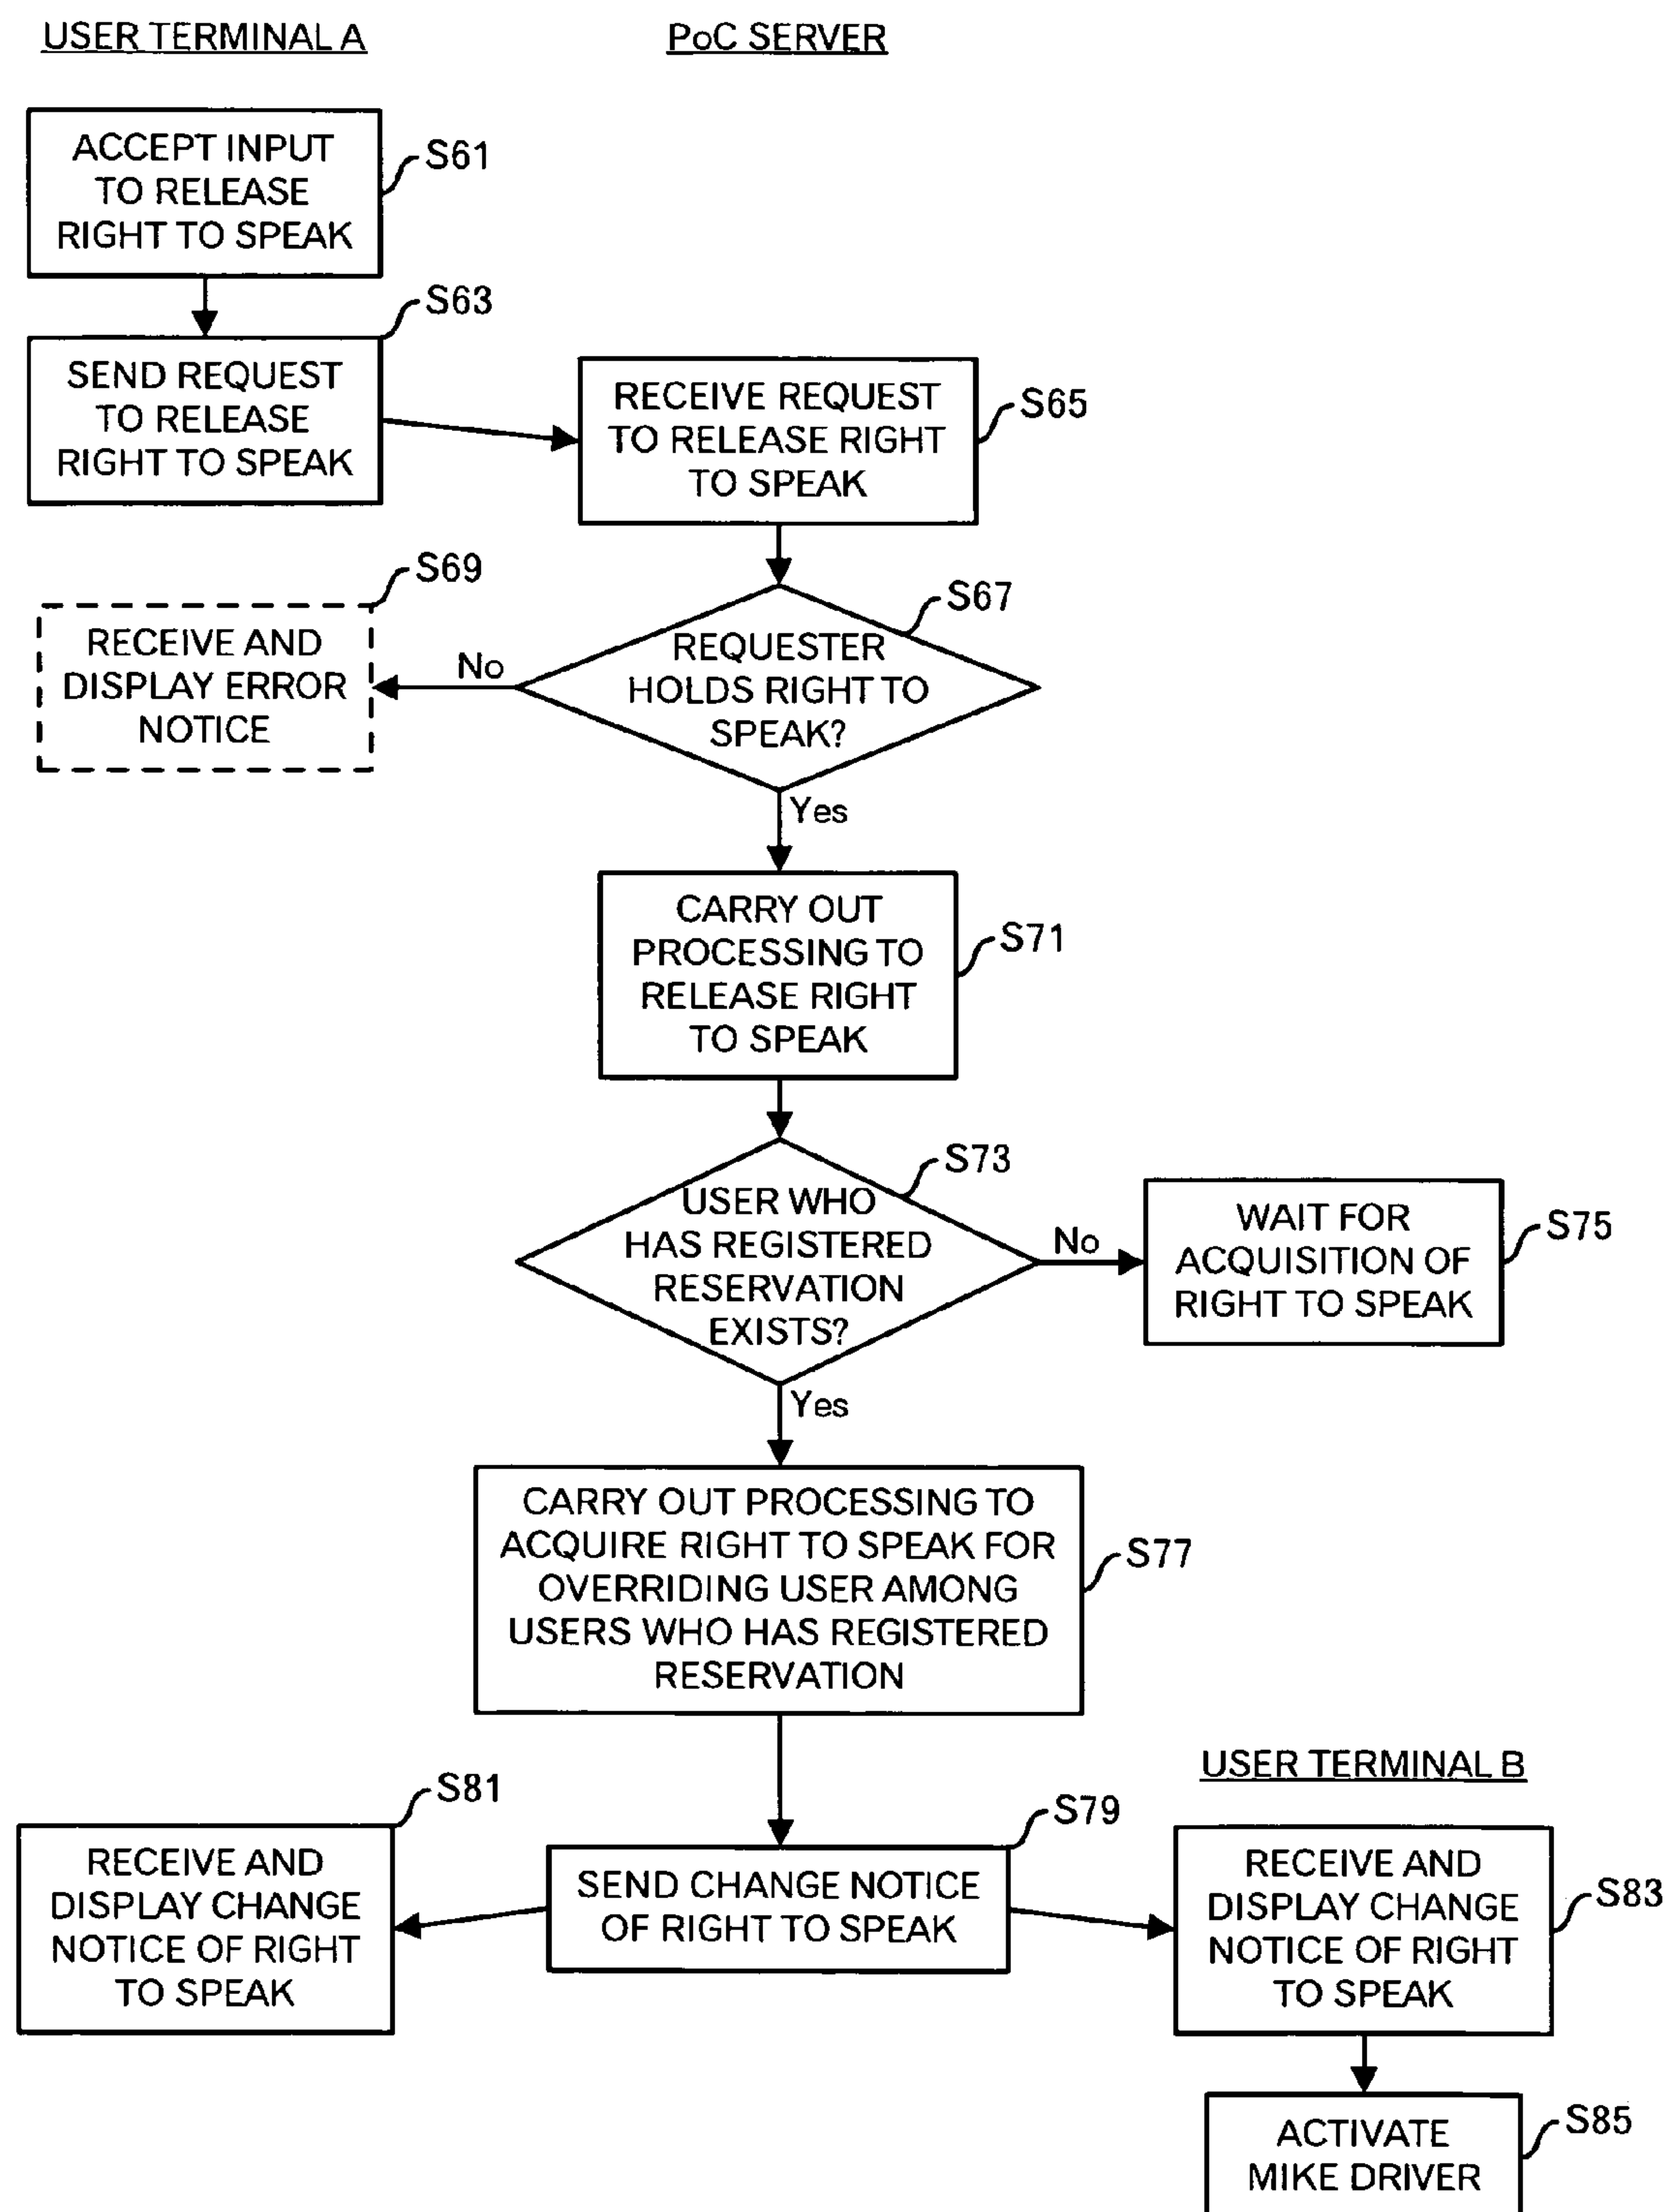 USER TERMINAL A
PoC SERVER
ACCEPT INPUT
TO RELEASE
RIGHT TO SPEAK
S61
S63
SEND REQUEST
TO RELEASE
RIGHT TO SPEAK
RECEIVE REQUEST
TO RELEASE RIGHT
TO SPEAK
S65
S69
RECEIVE AND
DISPLAY ERROR
NOTICE
No
S67
REQUESTER
HOLDS RIGHT TO
SPEAK?
Yes
CARRY OUT
PROCESSING TO
RELEASE RIGHT
TO SPEAK
S71
S73
USER WHO
HAS REGISTERED
RESERVATION
EXISTS?
No
WAIT FOR
ACQUISITION OF
RIGHT TO SPEAK
S75
Yes
CARRY OUT PROCESSING TO
ACQUIRE RIGHT TO SPEAK FOR
OVERRIDING USER AMONG
USERS WHO HAS REGISTERED
RESERVATION
S77
USER TERMINAL B
S81
RECEIVE AND
DISPLAY CHANGE
NOTICE OF RIGHT
TO SPEAK
S79
SEND CHANGE NOTICE
OF RIGHT TO SPEAK
RECEIVE AND
DISPLAY CHANGE
NOTICE OF RIGHT
TO SPEAK
S83
ACTIVATE
MIKE DRIVER
S85